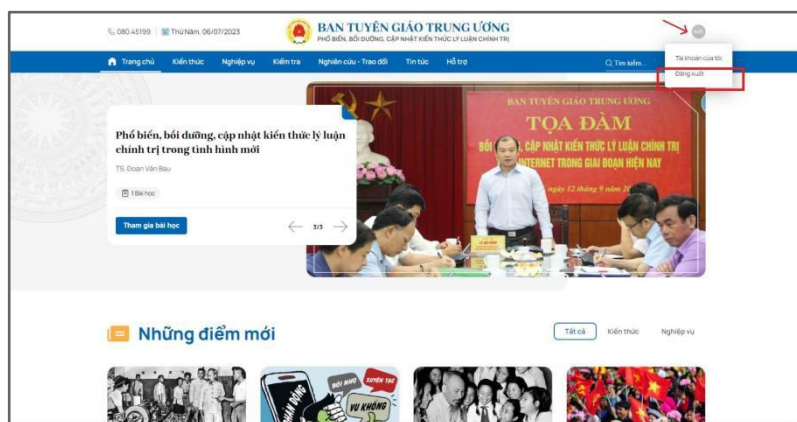 080.45199 | Thứ Năm, 06/07/2023
BAN TUYÊN GIÁO TRUNG ƯƠNG
PHỔ BIẾN, BỒI DƯỠNG, CẬP NHẬT KIẾN THỨC LÝ LUẬN CHÍNH TRỊ
Trang chủ Kiến thức Nghiệp vụ Kiểm tra Nghiên cứu - Trao đổi Tin tức Hỗ trợ Tìm kiếm...
Tài khoản của tôi
Đăng xuất
Phổ biến, bồi dưỡng, cập nhật kiến thức lý luận
chính trị trong tình hình mới
TS. Đoàn Văn Báu
1 Bài học
Tham gia bài học
3/3
BAN TUYÊN GIÁO TRUNG ƯƠNG
TỌA ĐÀM
BỒI CẬP NHẬT KIẾN THỨC LÝ LUẬN CHÍNH TRỊ
INTERNET TRONG GIAI ĐOẠN HIỆN NAY
ngày 12 tháng 9 năm
Những điểm mới
Tất cả Kiến thức Nghiệp vụ
BÔI NHỌ
XUYÊN TẠC
VU KHỐNG